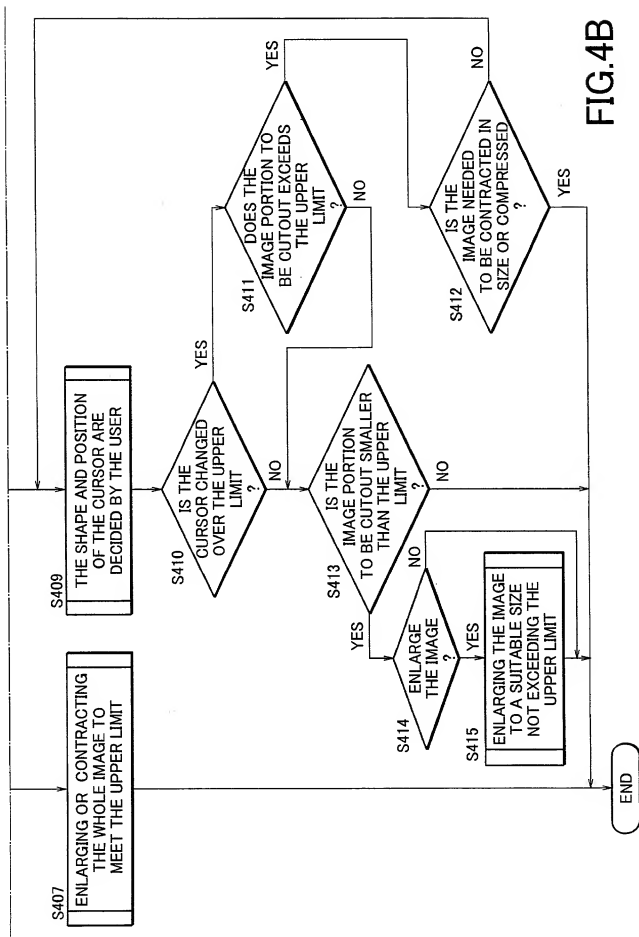 S407
ENLARGING OR CONTRACTING
THE WHOLE IMAGE TO
MEET THE UPPER LIMIT
S409
THE SHAPE AND POSITION
OF THE CURSOR ARE
DECIDED BY THE USER
S410
IS THE
CURSOR CHANGED
OVER THE UPPER
LIMIT
?
YES
NO
S411
DOES THE
IMAGE PORTION TO
BE CUTOUT EXCEEDS
THE UPPER
LIMIT
?
YES
NO
S412
IS THE
IMAGE NEEDED
TO BE CONTRACTED IN
SIZE OR COMPRESSED
?
NO
YES
S413
IS THE
IMAGE PORTION
TO BE CUTOUT SMALLER
THAN THE UPPER
LIMIT
?
YES
NO
S414
ENLARGE
THE IMAGE
?
NO
YES
S415
ENLARGING THE IMAGE
TO A SUITABLE SIZE
NOT EXCEEDING THE
UPPER LIMIT
END
FIG.4B